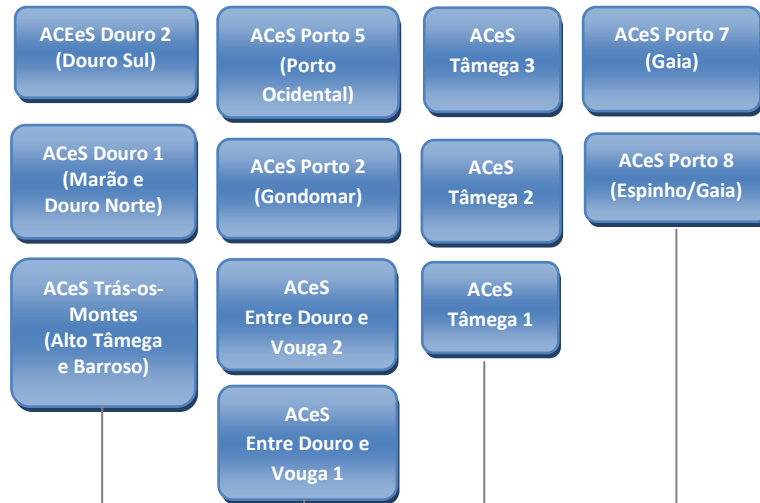 ACEeS Douro 2
(Douro Sul)
ACeS Douro 1
(Marão e
Douro Norte)
ACeS Trás-os-
Montes
(Alto Tâmega
e Barroso)
ACeS Porto 5
(Porto
Ocidental)
ACeS Porto 2
(Gondomar)
ACeS
Entre Douro e
Vouga 2
ACeS
Entre Douro e
Vouga 1
ACeS
Tâmega 3
ACeS
Tâmega 2
ACeS
Tâmega 1
ACeS Porto 7
(Gaia)
ACeS Porto 8
(Espinho/Gaia)